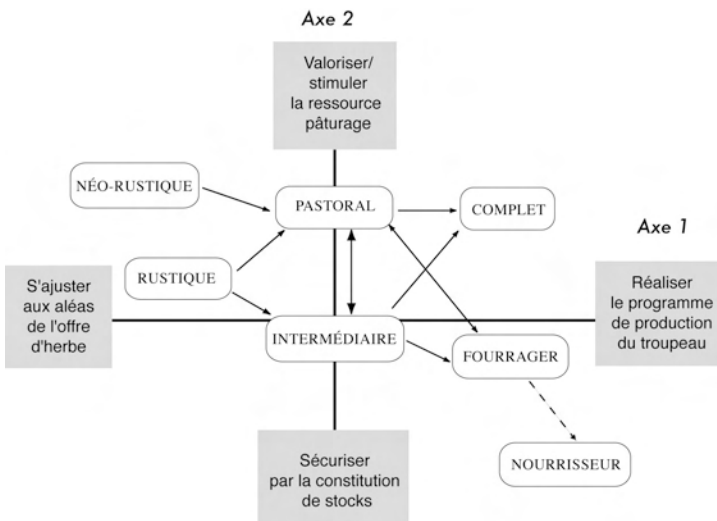 Axe 2
Valoriser/
stimuler
la ressource
pâturage
NÉO-RUSTIQUE
PASTORAL
COMPLET
Axe 1
RUSTIQUE
S'ajuster
aux aléas
de l'offre
d'herbe
Réaliser
le programme
de production
du troupeau
INTERMÉDIAIRE
FOURRAGER
Sécuriser
par la constitution
de stocks
NOURRISSEUR